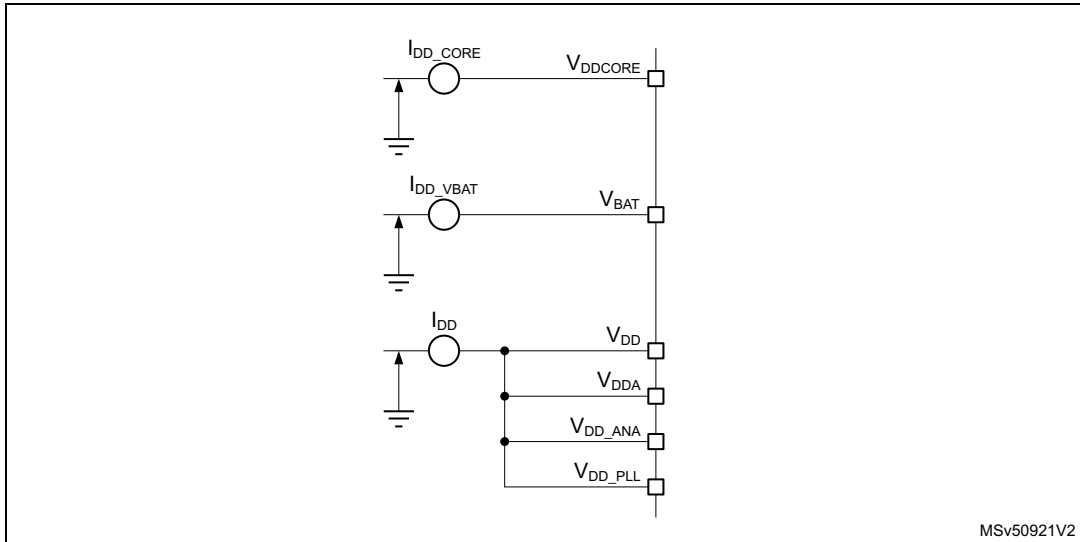 IDD_CORE
VDDCORE
IDD_VBAT
VBAT
IDD
VDD
VDDA
VDD_ANA
VDD_PLL
MSv50921V2